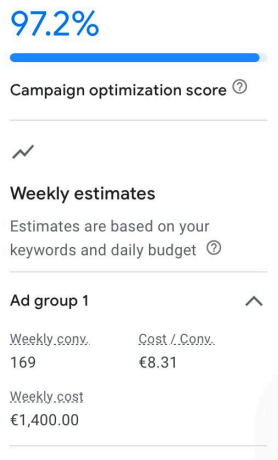 97.2%
Campaign optimization score
Weekly estimates
Estimates are based on your
keywords and daily budget
Ad group 1
Weekly conv. Cost / Conv.
169 €8.31
Weekly cost
€1,400.00